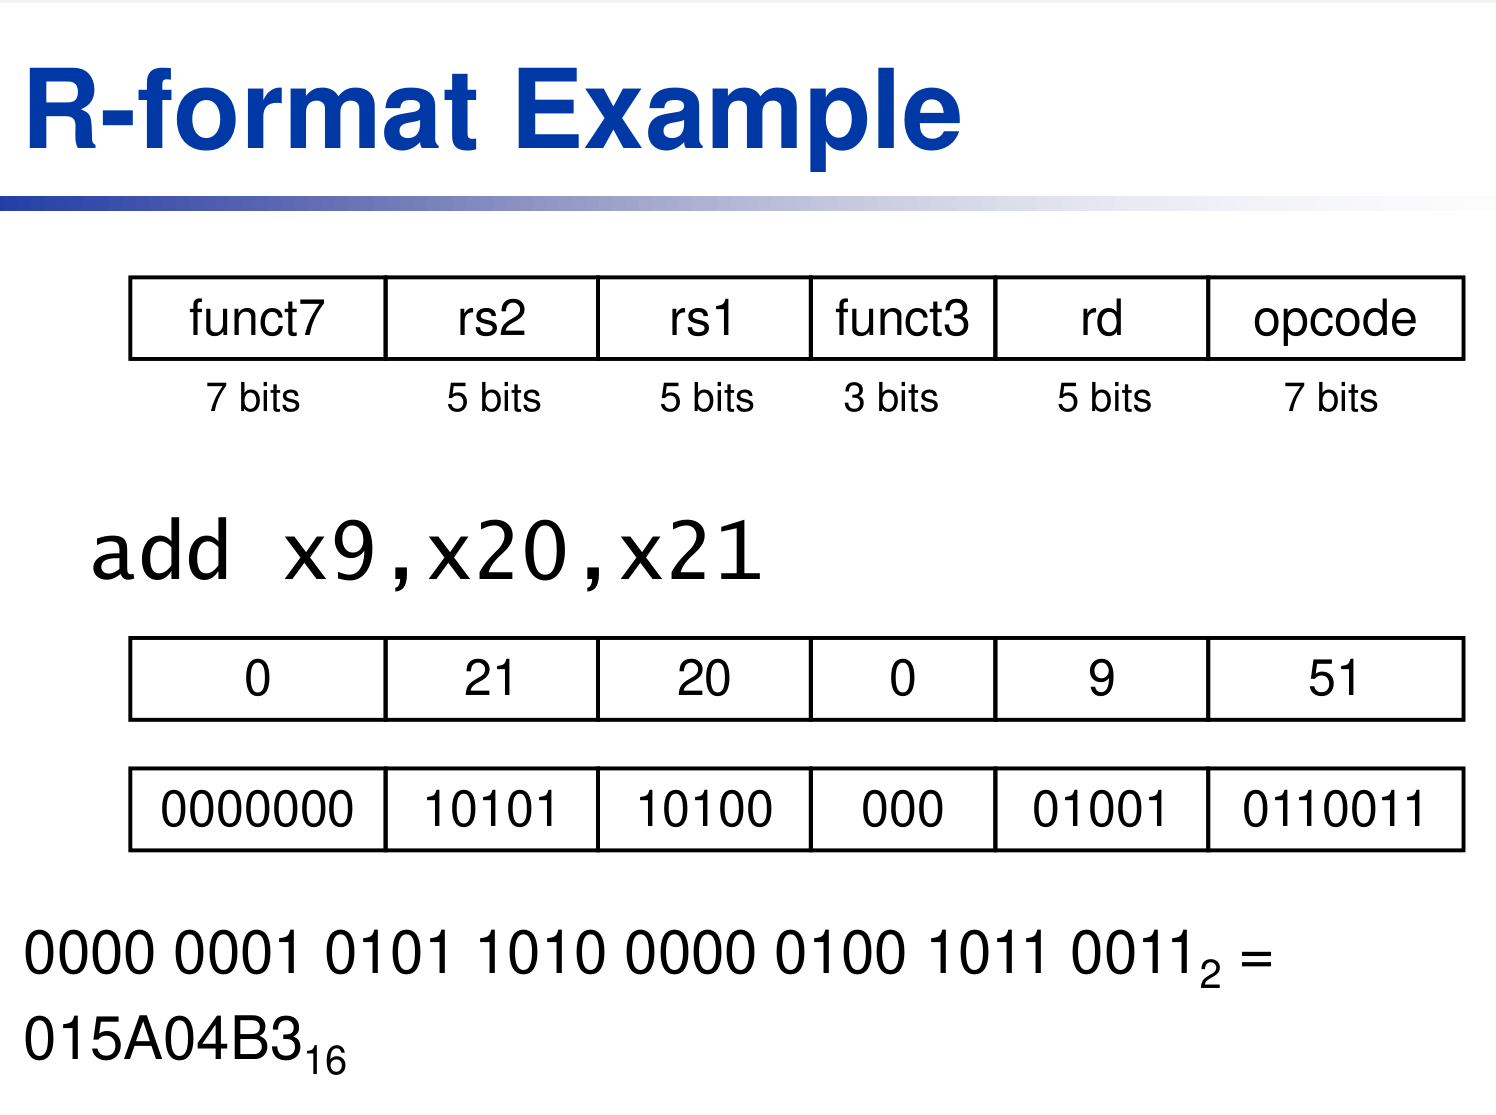 R-format Example
funct7 rs2 rs1 funct3 rd opcode
7 bits 5 bits 5 bits 3 bits 5 bits 7 bits
add x9,x20,x21
0 21 20 0 9 51
0000000 10101 10100 000 01001 0110011
0000 0001 0101 1010 0000 0100 1011 0011₂ =
015A04B3₁₆